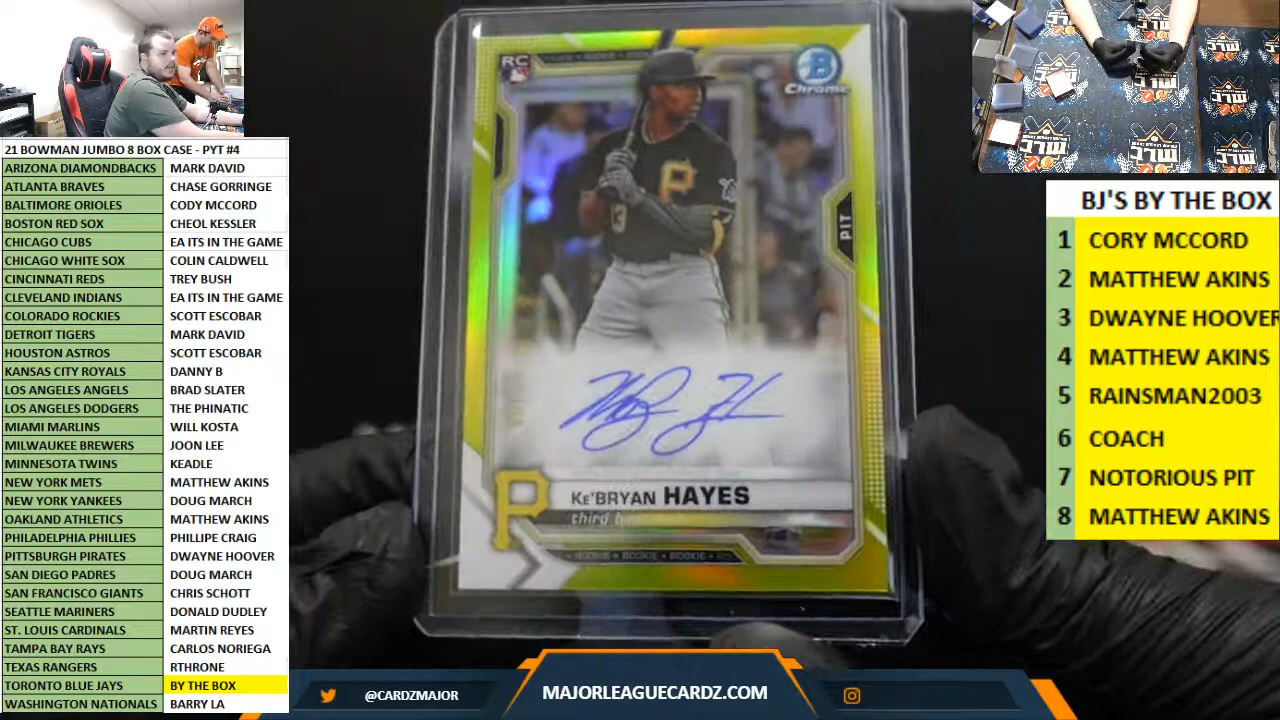 21 BOWMAN JUMBO 8 BOX CASE - PYT #4
ARIZONA DIAMONDBACKS MARK DAVID
ATLANTA BRAVES CHASE GORRINGE
BALTIMORE ORIOLES CODY MCCORD
BOSTON RED SOX CHEOL KESSLER
CHICAGO CUBS EA ITS IN THE GAME
CHICAGO WHITE SOX COLIN CALDWELL
CINCINNATI REDS TREY BUSH
CLEVELAND INDIANS EA ITS IN THE GAME
COLORADO ROCKIES SCOTT ESCOBAR
DETROIT TIGERS MARK DAVID
HOUSTON ASTROS SCOTT ESCOBAR
KANSAS CITY ROYALS DANNY B
LOS ANGELES ANGELS BRAD SLATER
LOS ANGELES DODGERS THE PHINATIC
MIAMI MARLINS WILL KOSTA
MILWAUKEE BREWERS JOON LEE
MINNESOTA TWINS KEADLE
NEW YORK METS MATTHEW AKINS
NEW YORK YANKEES DOUG MARCH
OAKLAND ATHLETICS MATTHEW AKINS
PHILADELPHIA PHILLIES PHILLIPE CRAIG
PITTSBURGH PIRATES DWAYNE HOOVER
SAN DIEGO PADRES DOUG MARCH
SAN FRANCISCO GIANTS CHRIS SCHOTT
SEATTLE MARINERS DONALD DUDLEY
ST. LOUIS CARDINALS MARTIN REYES
TAMPA BAY RAYS CARLOS NORIEGA
TEXAS RANGERS RTHRONE
TORONTO BLUE JAYS BY THE BOX
WASHINGTON NATIONALS BARRY LA
RC
B
Chrome
P
PIT
P
KE'BRYAN HAYES
third
ROOKIE • ROOKIE • ROOKIE
BJ'S BY THE BOX
1 CORY MCCORD
2 MATTHEW AKINS
3 DWAYNE HOOVER
4 MATTHEW AKINS
5 RAINSMAN2003
6 COACH
7 NOTORIOUS PIT
8 MATTHEW AKINS
@CARDZMAJOR
MAJORLEAGUECARDZ.COM